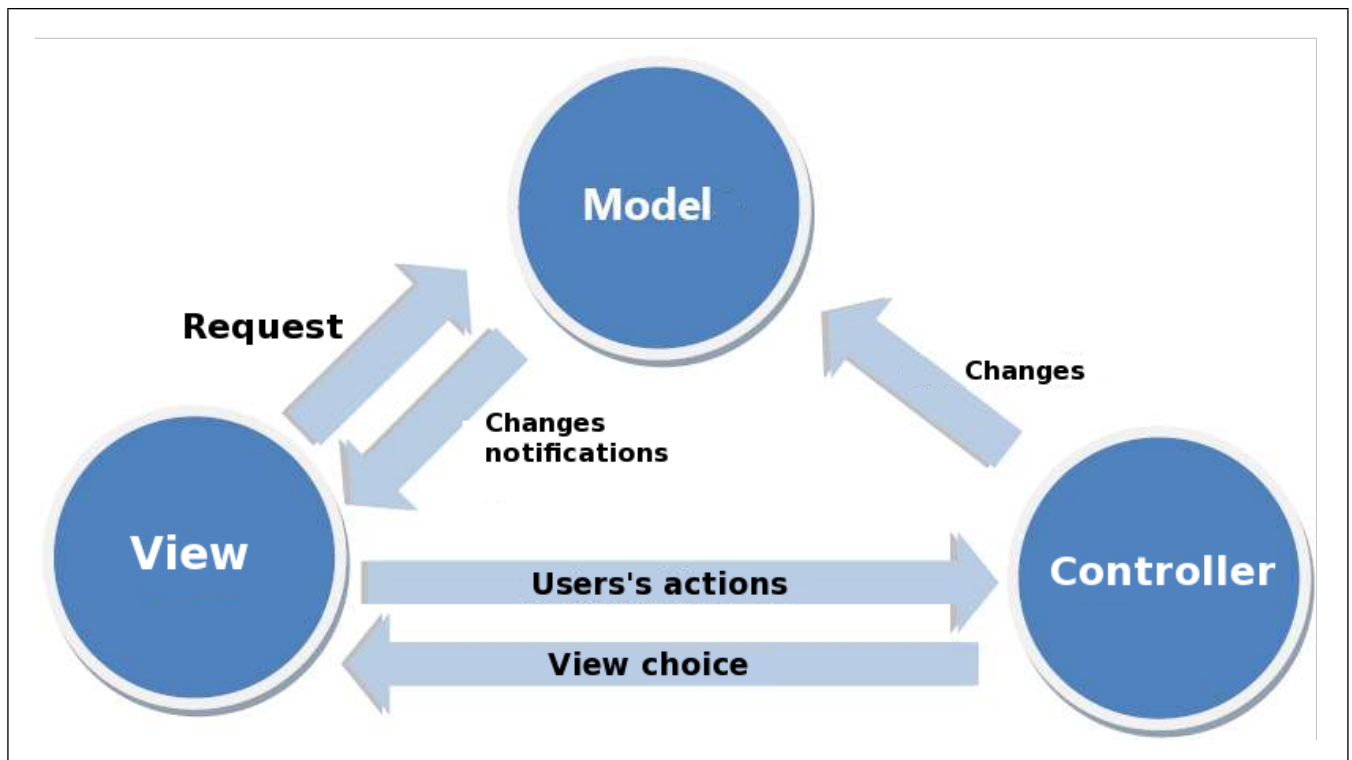 Model
Request
Changes
Changes
notifications
View
Users's actions
Controller
View choice